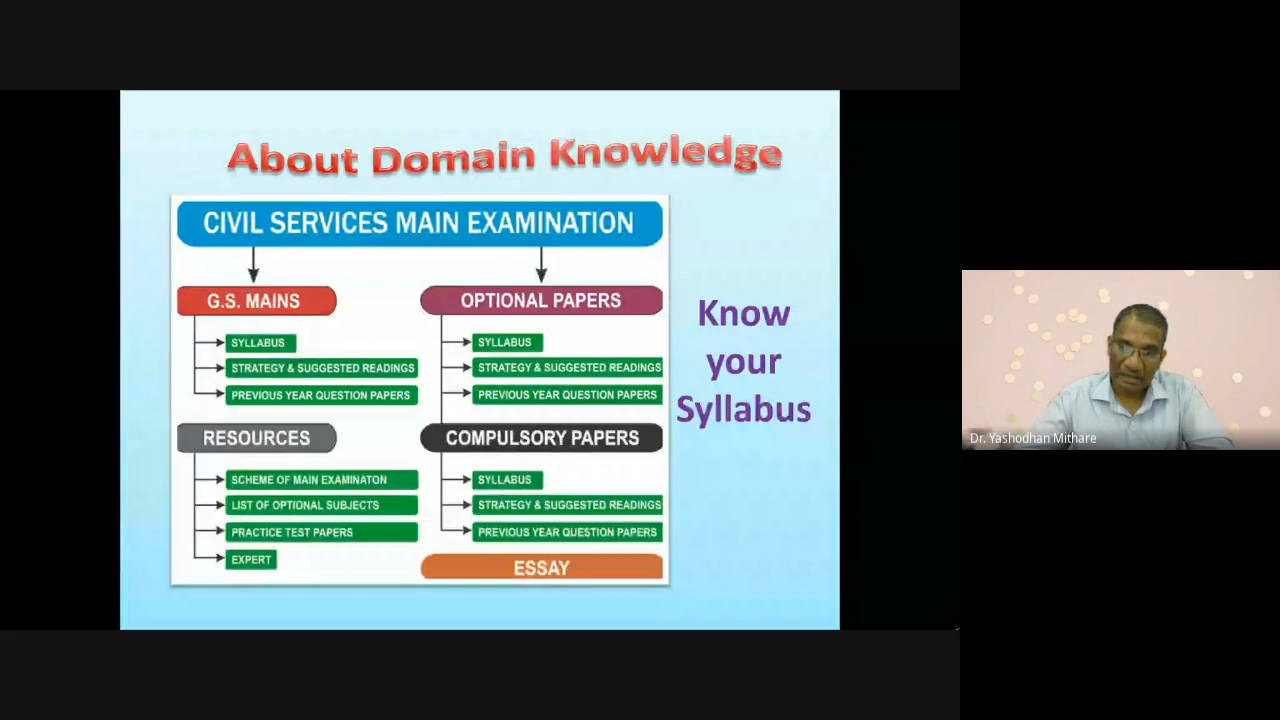 About Domain Knowledge
CIVIL SERVICES MAIN EXAMINATION
G.S. MAINS
SYLLABUS
STRATEGY & SUGGESTED READINGS
PREVIOUS YEAR QUESTION PAPERS
RESOURCES
SCHEME OF MAIN EXAMINATON
LIST OF OPTIONAL SUBJECTS
PRACTICE TEST PAPERS
EXPERT
OPTIONAL PAPERS
SYLLABUS
STRATEGY & SUGGESTED READINGS
PREVIOUS YEAR QUESTION PAPERS
COMPULSORY PAPERS
SYLLABUS
STRATEGY & SUGGESTED READINGS
PREVIOUS YEAR QUESTION PAPERS
ESSAY
Know
your
Syllabus
Dr. Yashodhan Mithare